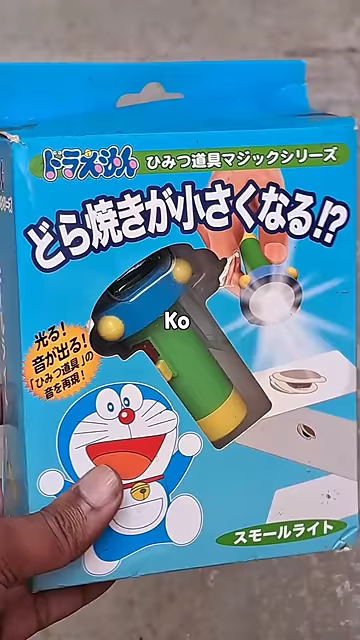 ドラえもん ひみつ道具マジックシリーズ
どら焼きが小さくなる!?
光る!
音が出る!
「ひみつ道具」の
音を再現!
Ko
スモールライト